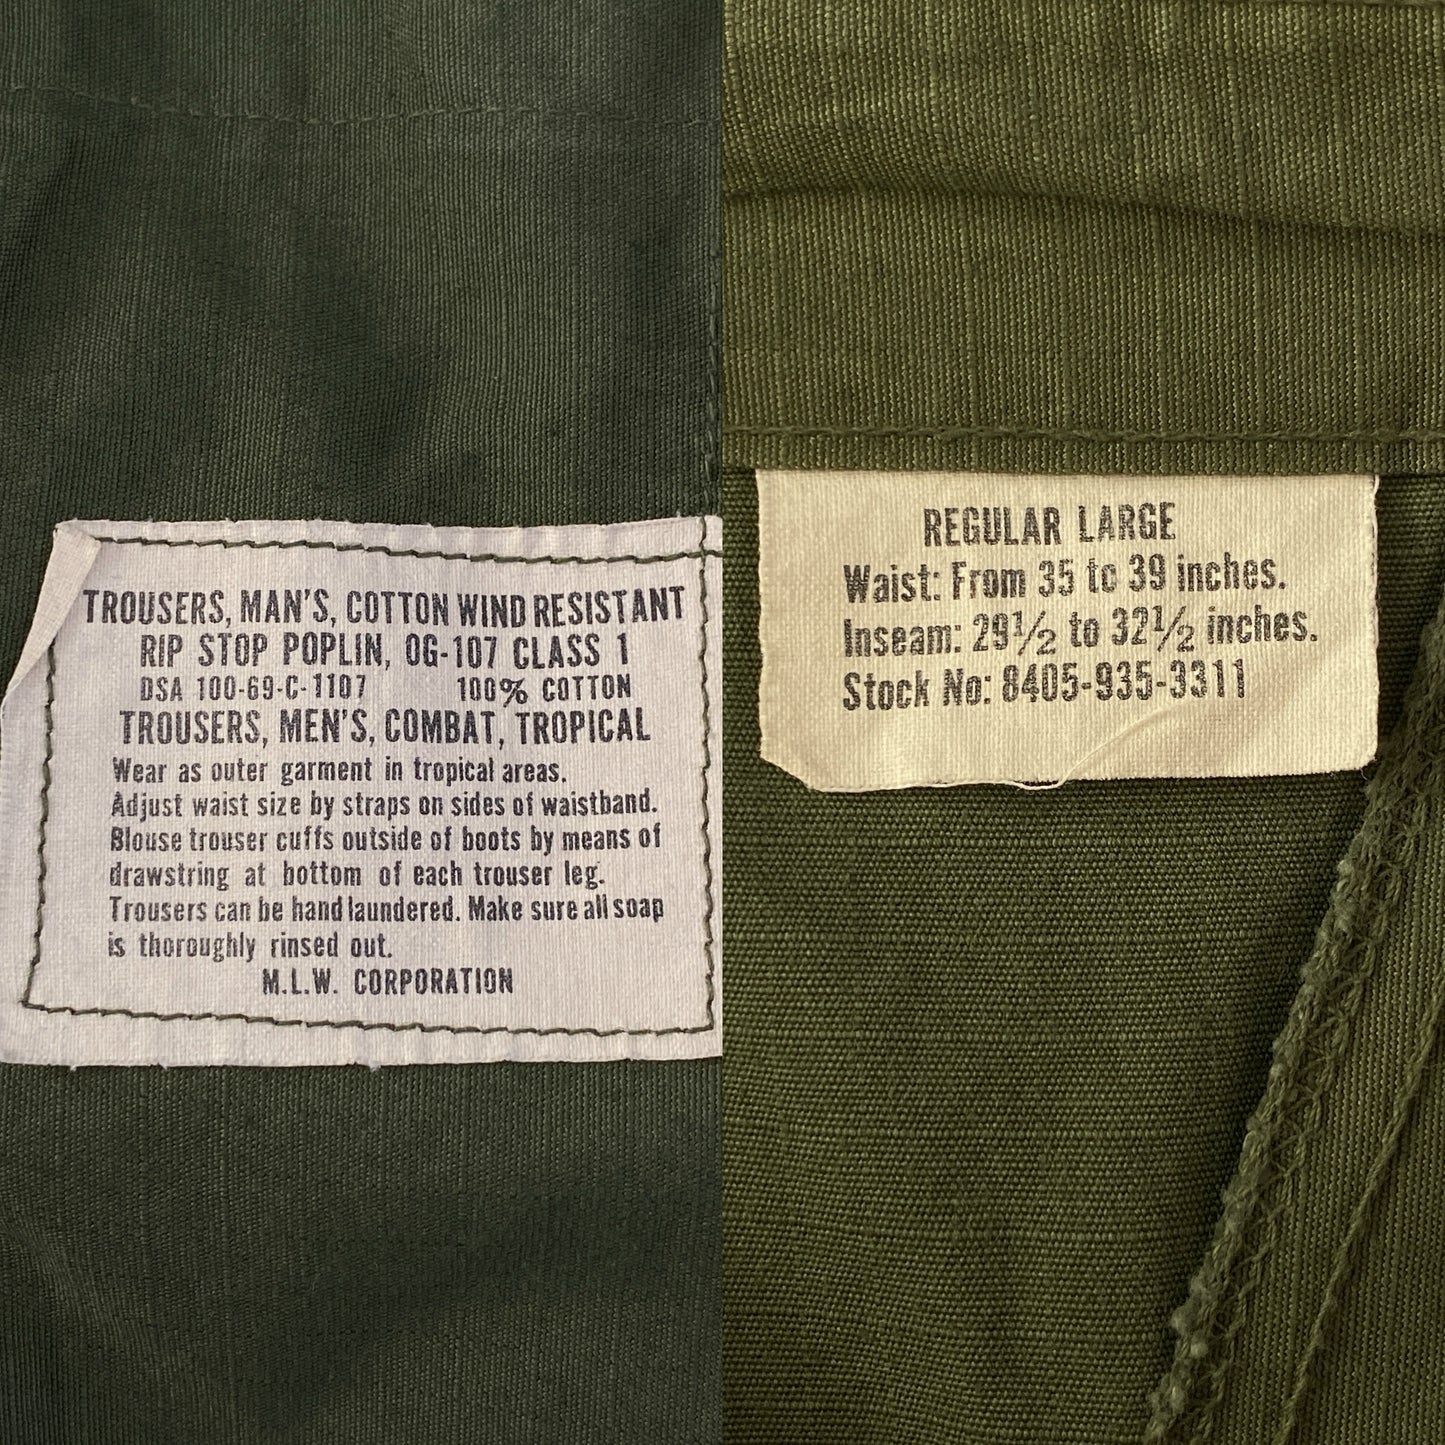 TROUSERS, MAN'S, COTTON WIND RESISTANT
RIP STOP POPLIN, OG-107 CLASS 1
DSA 100-69-C-1107 100% COTTON
TROUSERS, MEN'S, COMBAT, TROPICAL
Wear as outer garment in tropical areas.
Adjust waist size by straps on sides of waistband.
Blouse trouser cuffs outside of boots by means of
drawstring at bottom of each trouser leg.
Trousers can be hand laundered. Make sure all soap
is thoroughly rinsed out.
M.L.W. CORPORATION
REGULAR LARGE
Waist: From 35 to 39 inches.
Inseam: 29 1/2 to 32 1/2 inches.
Stock No: 8405-935-3311